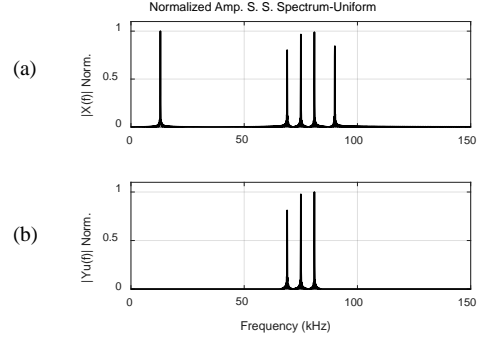 Normalized Amp. S. S. Spectrum-Uniform
(a)
|X(f)| Norm.
1
0.5
0
0 50 100 150
(b)
|Yu(f)| Norm.
1
0.5
0
0 50 100 150
Frequency (kHz)